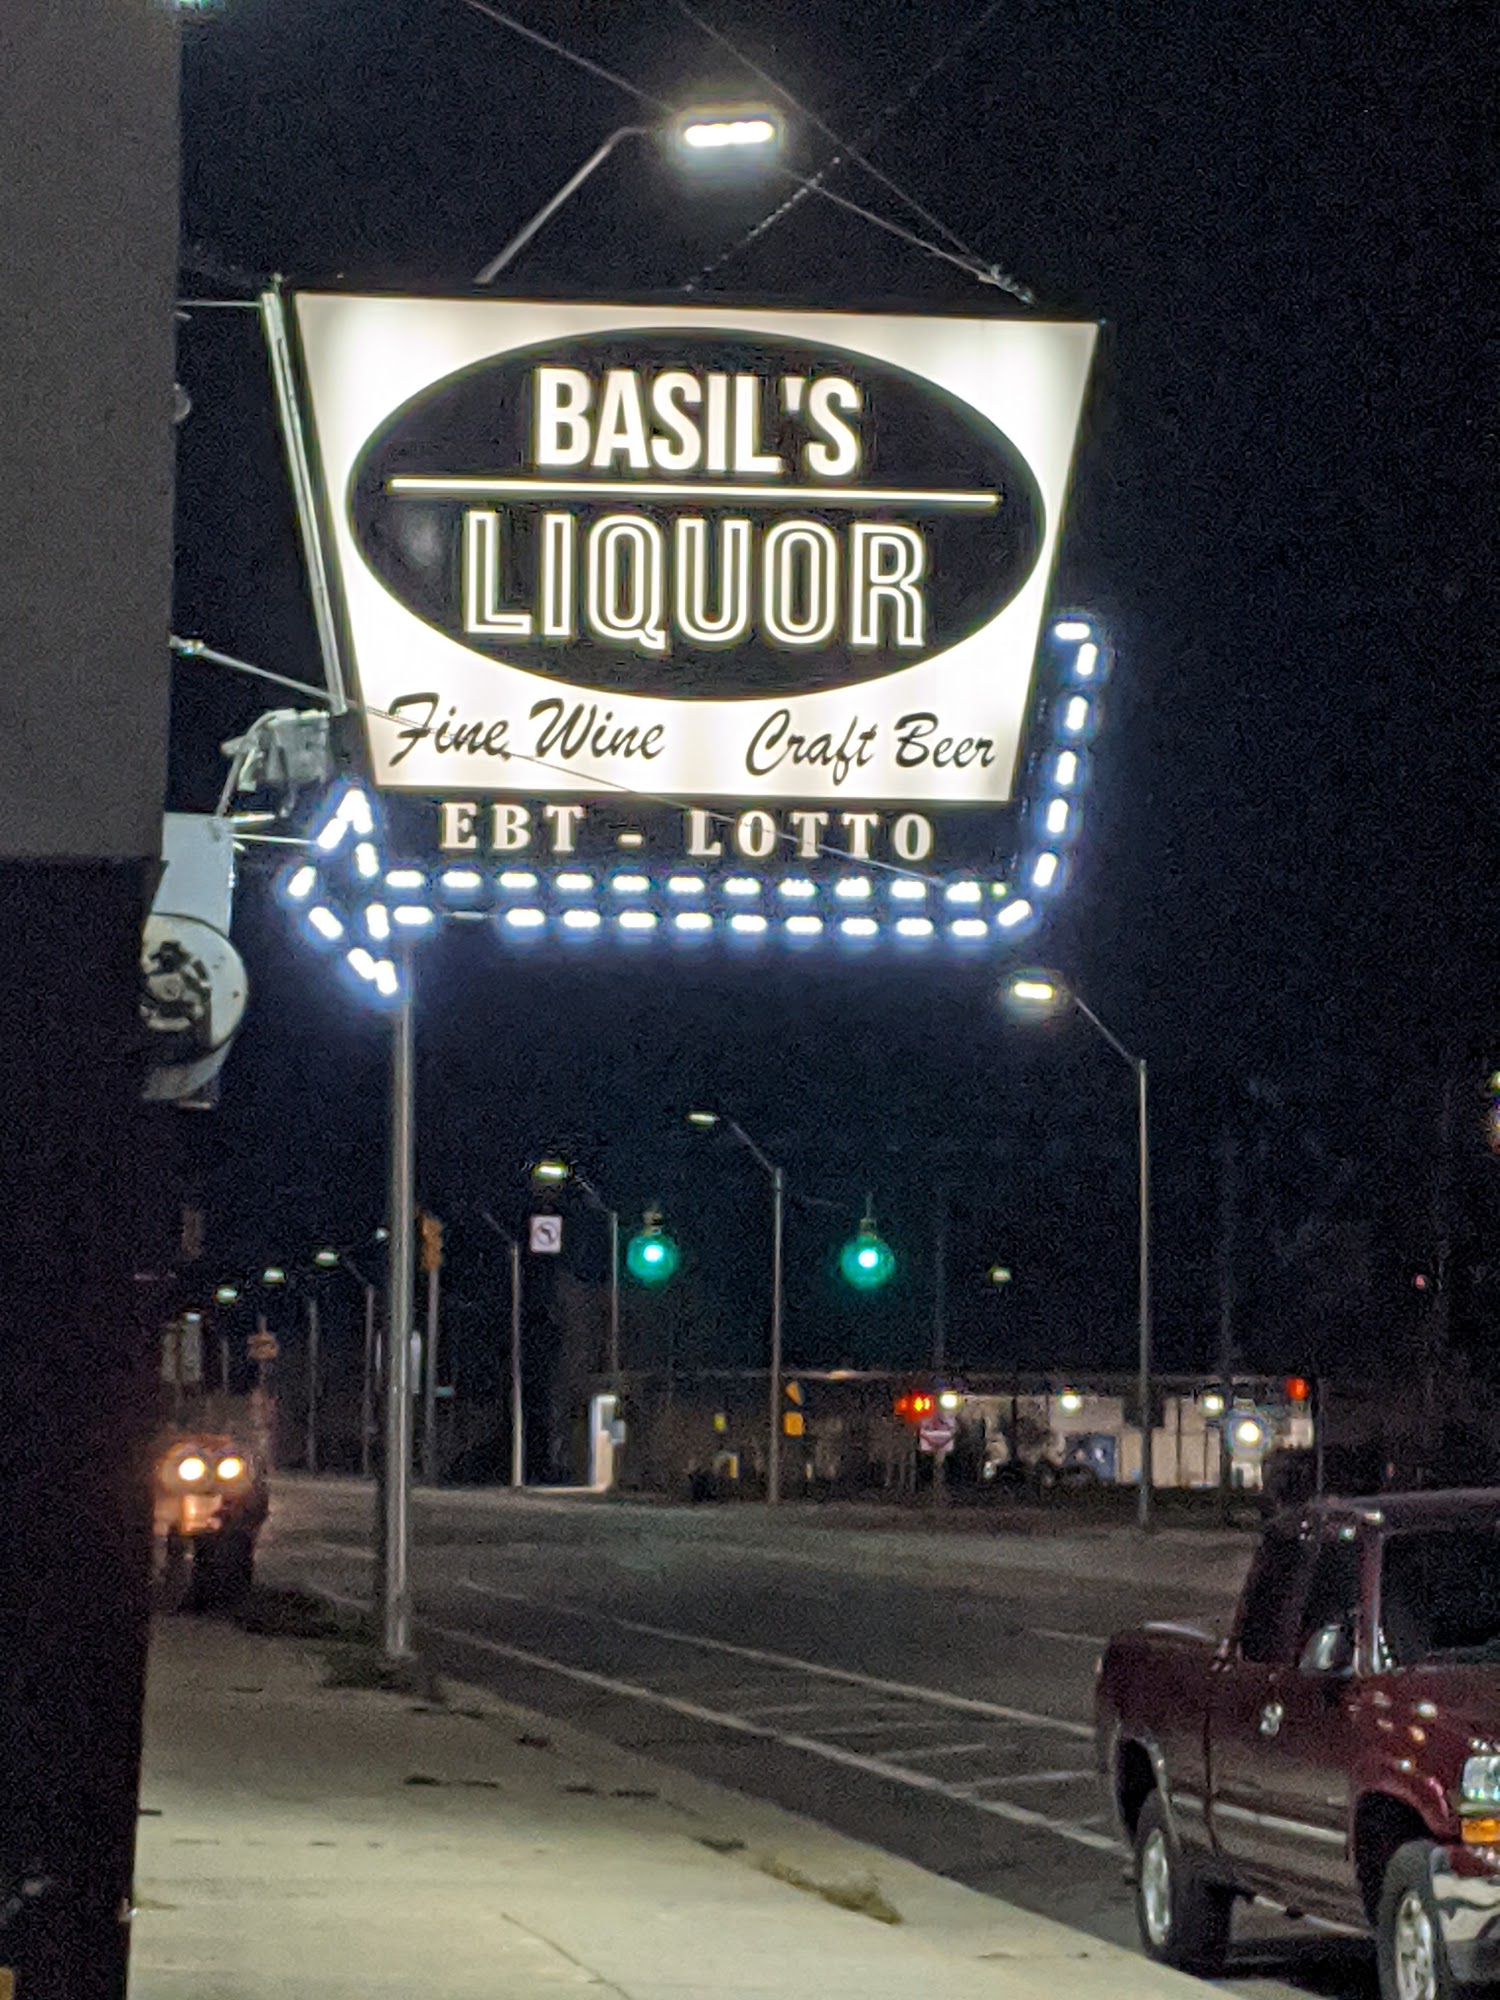 BASIL'S
LIQUOR
Fine Wine Craft Beer
EBT - LOTTO